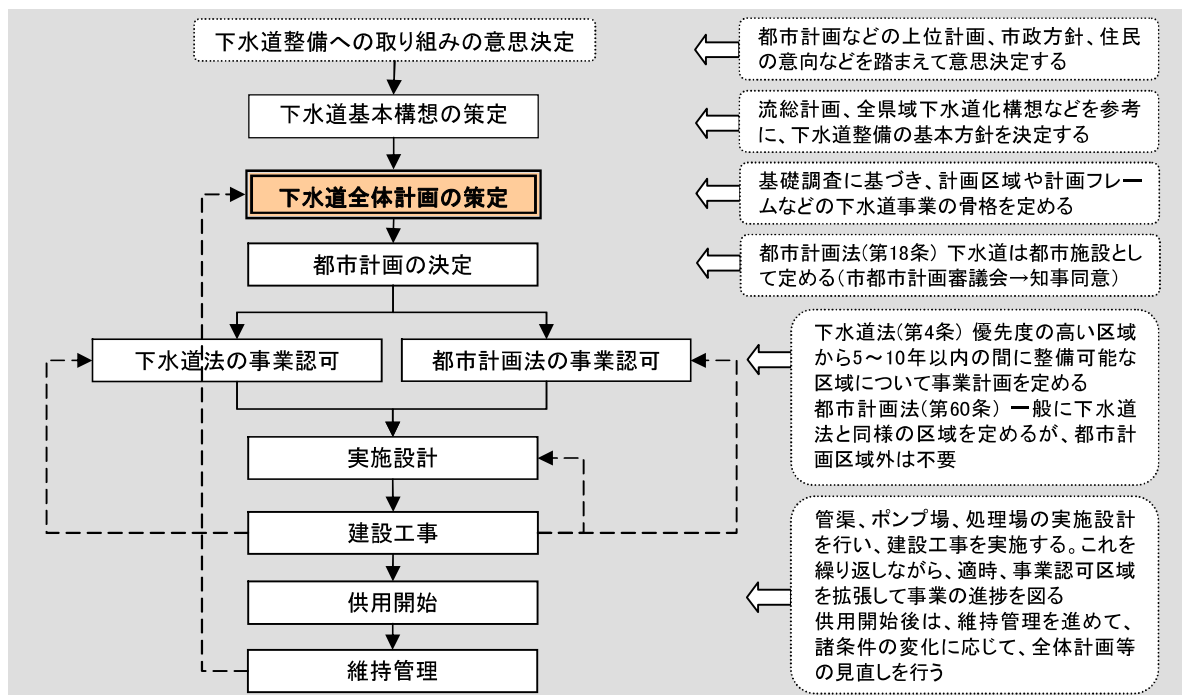 下水道整備への取り組みの意思決定
都市計画などの上位計画、市政方針、住民
の意向などを踏まえて意思決定する
下水道基本構想の策定
流総計画、全県域下水道化構想などを参考
に、下水道整備の基本方針を決定する
下水道全体計画の策定
基礎調査に基づき、計画区域や計画フレー
ムなどの下水道事業の骨格を定める
都市計画の決定
都市計画法(第18条) 下水道は都市施設とし
て定める(市都市計画審議会→知事同意)
下水道法の事業認可
都市計画法の事業認可
下水道法(第4条) 優先度の高い区域
から5~10年以内の間に整備可能な
区域について事業計画を定める
都市計画法(第60条) 一般に下水道
法と同様の区域を定めるが、都市計
画区域外は不要
実施設計
建設工事
供用開始
維持管理
管渠、ポンプ場、処理場の実施設計
を行い、建設工事を実施する。これを
繰り返しながら、適時、事業認可区域
を拡張して事業の進捗を図る
供用開始後は、維持管理を進めて、
諸条件の変化に応じて、全体計画等
の見直しを行う